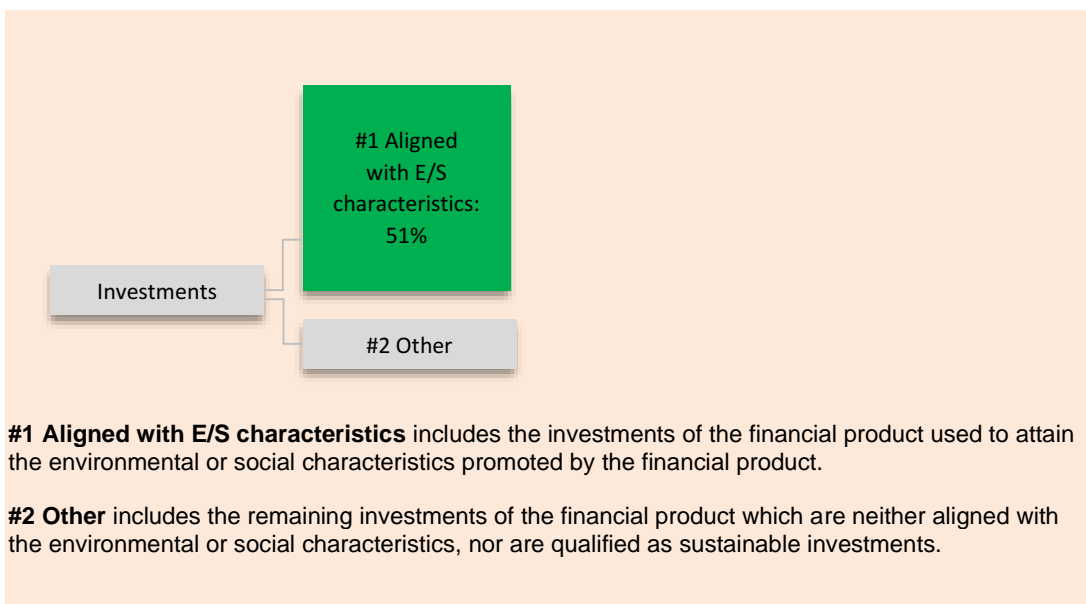 #1 Aligned
with E/S
characteristics:
51%
Investments
#2 Other
#1 Aligned with E/S characteristics includes the investments of the financial product used to attain
the environmental or social characteristics promoted by the financial product.
#2 Other includes the remaining investments of the financial product which are neither aligned with
the environmental or social characteristics, nor are qualified as sustainable investments.